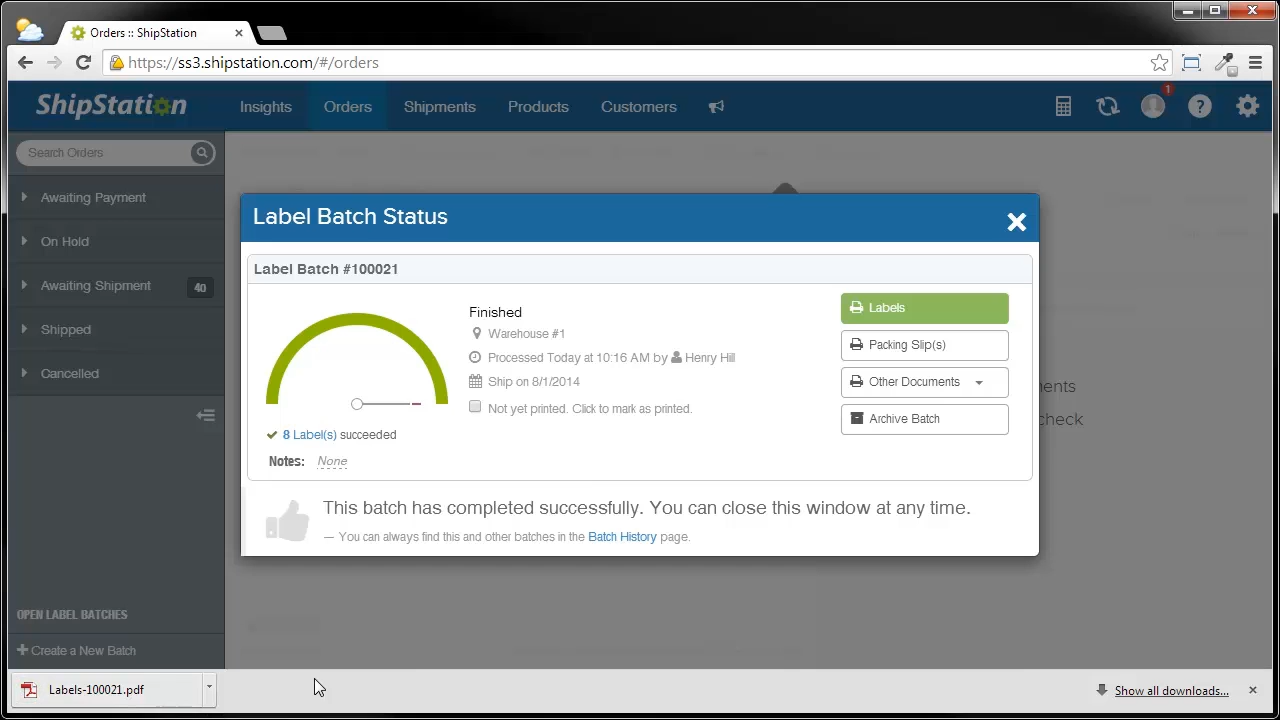 Orders :: ShipStation
https://ss3.shipstation.com/#/orders
ShipStation
Insights
Orders
Shipments
Products
Customers
1
?
Search Orders
Awaiting Payment
On Hold
Awaiting Shipment 40
Shipped
Cancelled
Label Batch Status
Label Batch #100021
Finished
Warehouse #1
Processed Today at 10:16 AM by Henry Hill
Ship on 8/1/2014
Not yet printed. Click to mark as printed.
8 Label(s) succeeded
Notes: None
Labels
Packing Slip(s)
Other Documents
Archive Batch
ents
check
This batch has completed successfully. You can close this window at any time.
— You can always find this and other batches in the Batch History page.
OPEN LABEL BATCHES
+ Create a New Batch
Labels-100021.pdf
Show all downloads...